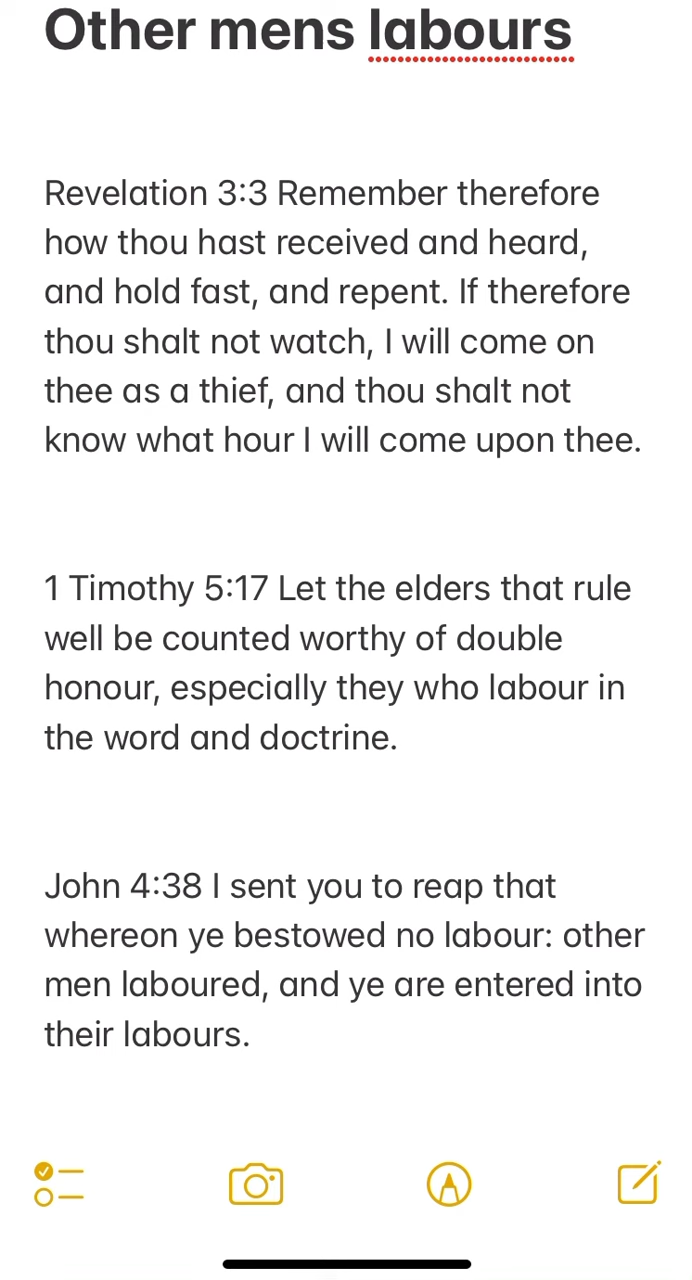 Other mens labours
Revelation 3:3 Remember therefore
how thou hast received and heard,
and hold fast, and repent. If therefore
thou shalt not watch, I will come on
thee as a thief, and thou shalt not
know what hour I will come upon thee.
1 Timothy 5:17 Let the elders that rule
well be counted worthy of double
honour, especially they who labour in
the word and doctrine.
John 4:38 I sent you to reap that
whereon ye bestowed no labour: other
men laboured, and ye are entered into
their labours.